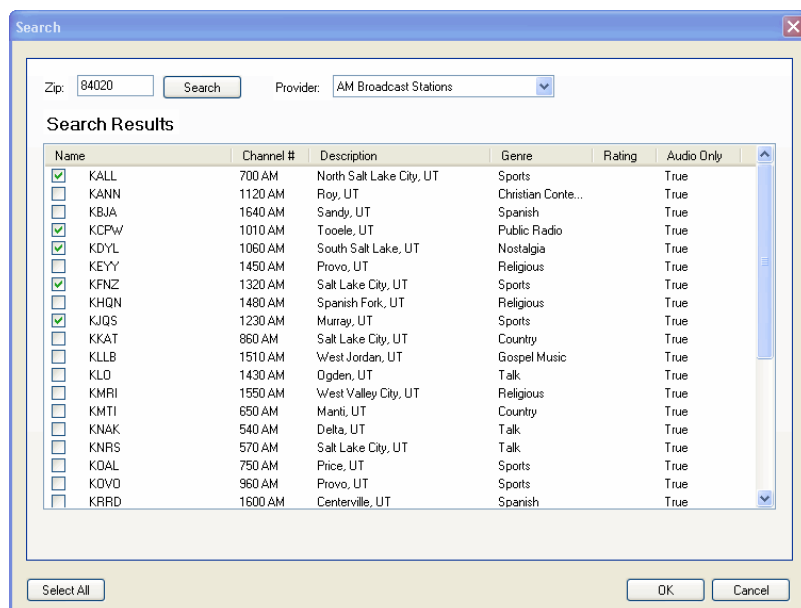 Search
Zip: 84020 Search Provider: AM Broadcast Stations
Search Results
Name Channel # Description Genre Rating Audio Only
KALL 700 AM North Salt Lake City, UT Sports True
KANN 1120 AM Roy, UT Christian Conte... True
KBJA 1640 AM Sandy, UT Spanish True
KCPW 1010 AM Tooele, UT Public Radio True
KDYL 1060 AM South Salt Lake, UT Nostalgia True
KEYY 1450 AM Provo, UT Religious True
KFNZ 1320 AM Salt Lake City, UT Sports True
KHQN 1480 AM Spanish Fork, UT Religious True
KJQS 1230 AM Murray, UT Sports True
KKAT 860 AM Salt Lake City, UT Country True
KLLB 1510 AM West Jordan, UT Gospel Music True
KLO 1430 AM Ogden, UT Talk True
KMRI 1550 AM West Valley City, UT Religious True
KMTI 650 AM Manti, UT Country True
KNAK 540 AM Delta, UT Talk True
KNRS 570 AM Salt Lake City, UT Talk True
KOAL 750 AM Price, UT Sports True
KOVO 960 AM Provo, UT Sports True
KRRD 1600 AM Centerville, UT Spanish True
Select All OK Cancel